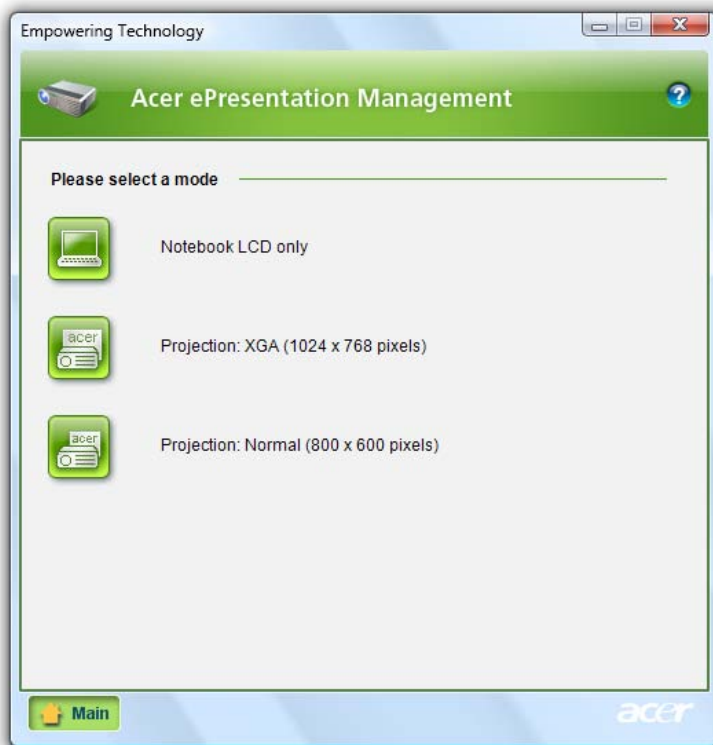 Empowering Technology
Acer ePresentation Management
?
Please select a mode
Notebook LCD only
acer
Projection: XGA (1024 x 768 pixels)
acer
Projection: Normal (800 x 600 pixels)
Main
acer